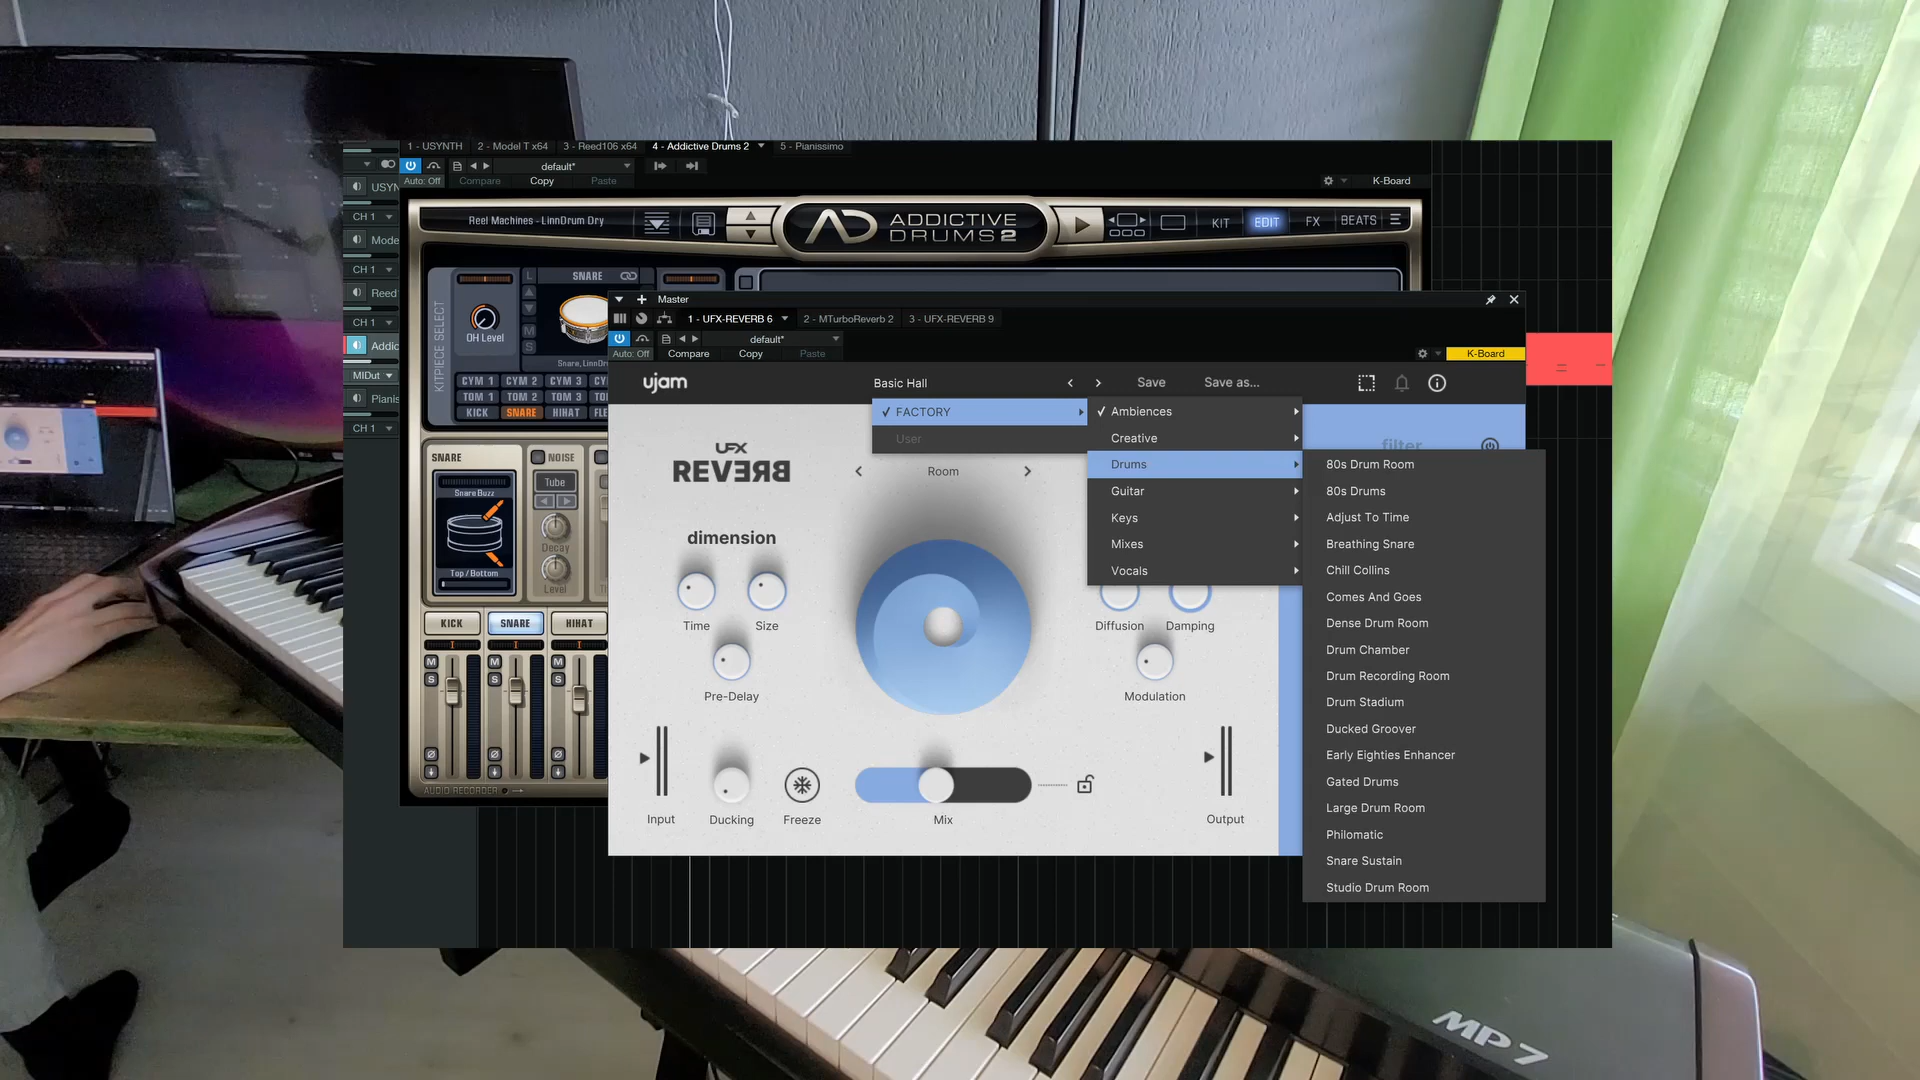 1 - USYNTH 2 - Model T x64 3 - Reed106 x64 4 - Addictive Drums 2 5 - Pianissimo
default*
Auto: Off Compare Copy Paste K-Board
USYN
CH 1
Mode
CH 1
Reed
CH 1
Addic
MIDut
Pianis
CH 1
Reel Machines - LinnDrum Dry
AD ADDICTIVE DRUMS 2
KIT EDIT FX BEATS
KITPIECE SELECT
OH Level
L
M
S
SNARE
Snare, LinnDr
CYM 1 CYM 2 CYM 3 CY
TOM 1 TOM 2 TOM 3 TO
KICK SNARE HIHAT FLE
SNARE
Snare Buzz
Top / Bottom
NOISE
Tube
Decay
Level
KICK SNARE HIHAT
M M M
S S S
AUDIO RECORDER
Master
1 - UFX-REVERB 6 2 - MTurboReverb 2 3 - UFX-REVERB 9
default*
Auto: Off Compare Copy Paste K-Board
ujam
Basic Hall
Save Save as...
FACTORY
User
Ambiences
Creative
Drums
Guitar
Keys
Mixes
Vocals
80s Drum Room
80s Drums
Adjust To Time
Breathing Snare
Chill Collins
Comes And Goes
Dense Drum Room
Drum Chamber
Drum Recording Room
Drum Stadium
Ducked Groover
Early Eighties Enhancer
Gated Drums
Large Drum Room
Philomatic
Snare Sustain
Studio Drum Room
filter
UFX
REVERB
Room
dimension
Time Size
Pre-Delay
Diffusion Damping
Modulation
Input Ducking Freeze Mix Output
MP 7